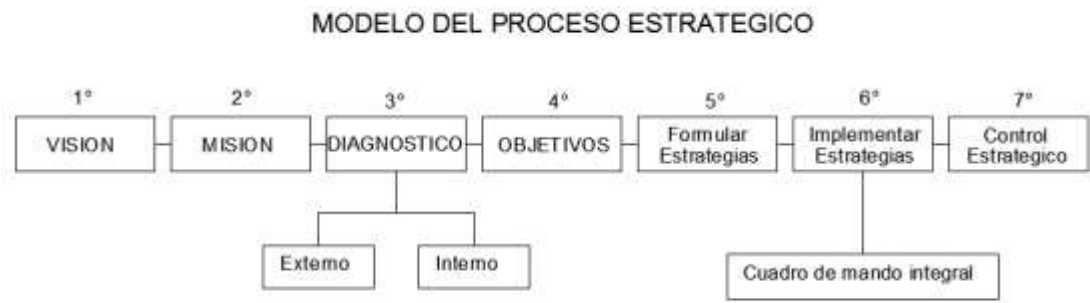 MODELO DEL PROCESO ESTRATEGICO
1°
2°
3°
4°
5°
6°
7°
VISION
MISION
DIAGNOSTICO
OBJETIVOS
Formular
Estrategias
Implementar
Estrategias
Control
Estrategico
Externo
Interno
Cuadro de mando integral